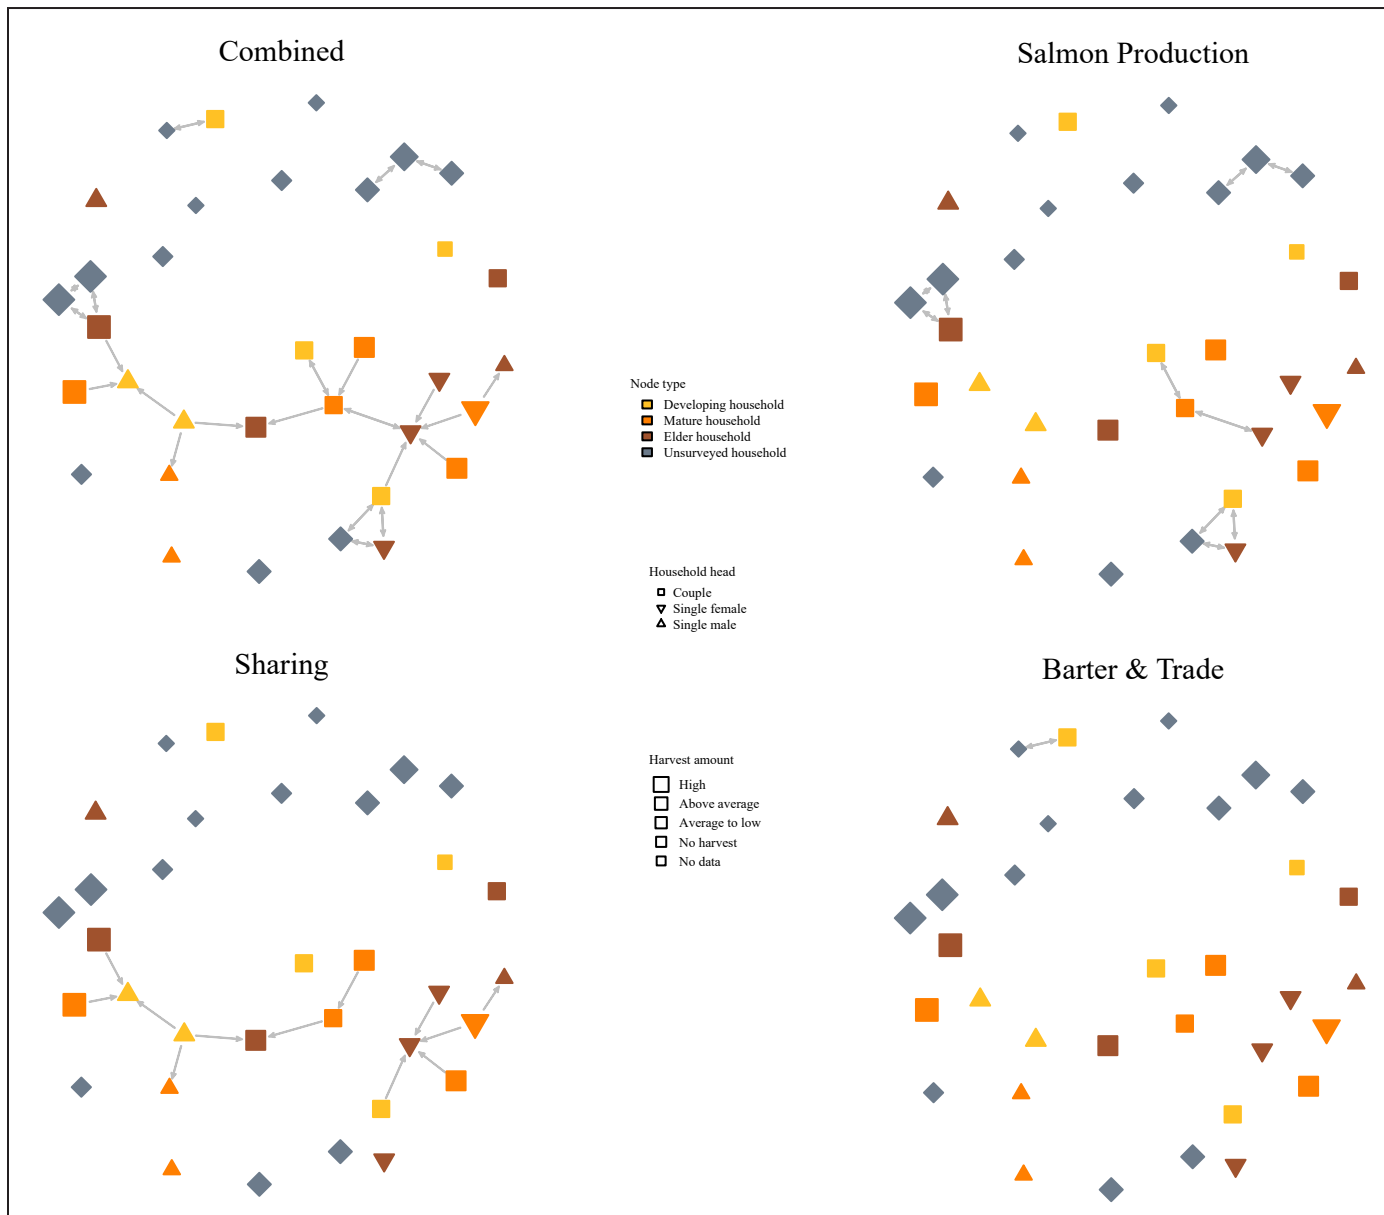 Combined
Salmon Production
Node type
Developing household
Mature household
Elder household
Unsurveyed household
Household head
Couple
Single female
Single male
Sharing
Barter & Trade
Harvest amount
High
Above average
Average to low
No harvest
No data